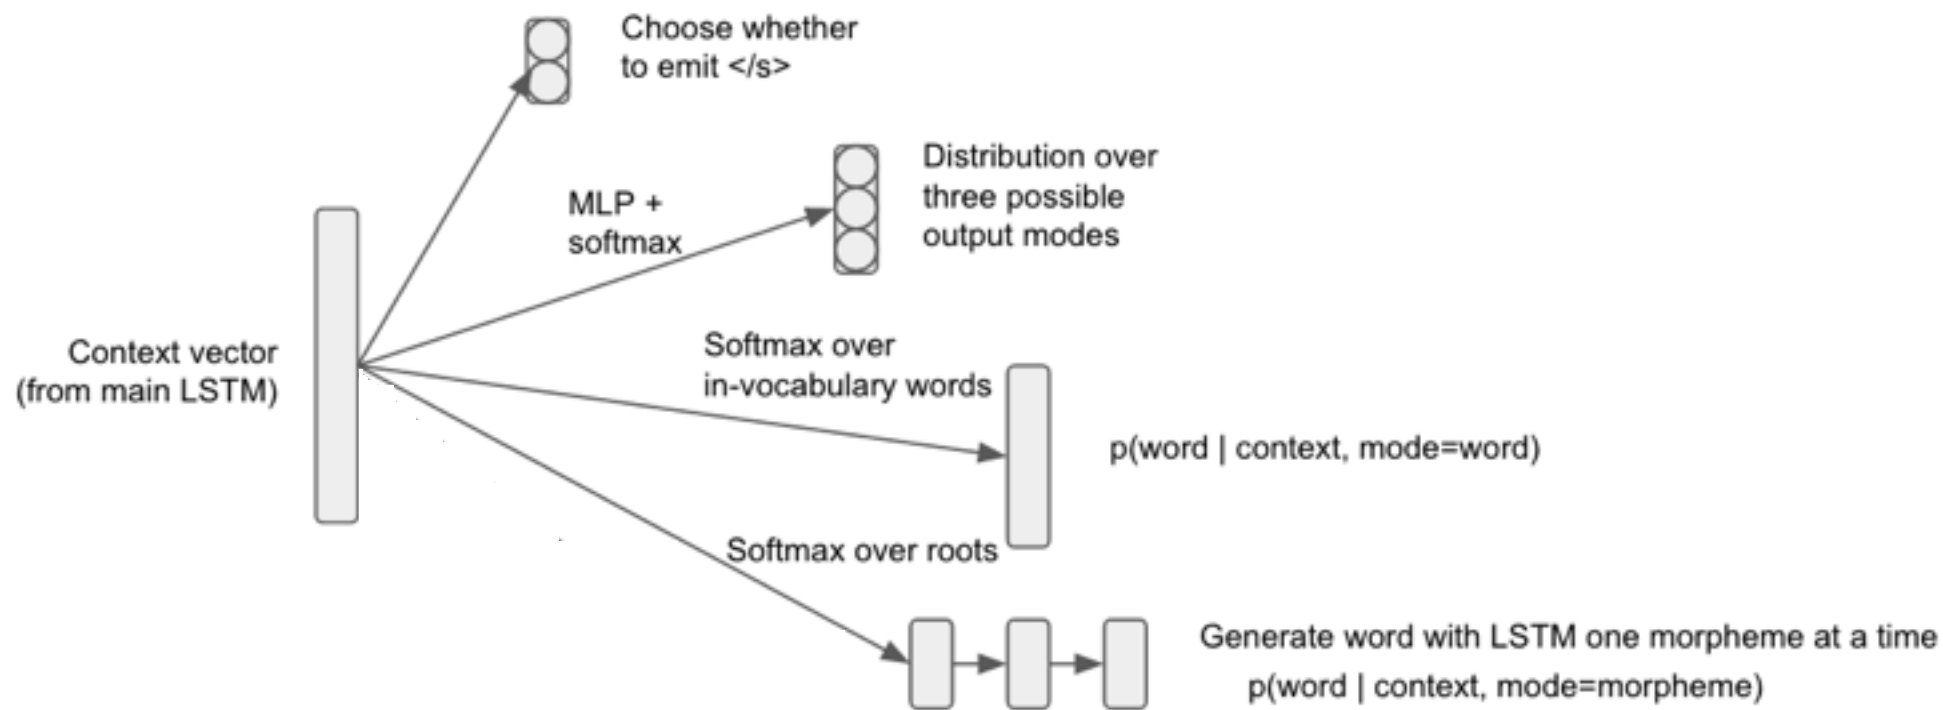 Choose whether
to emit </s>
Distribution over
three possible
output modes
MLP +
softmax
Context vector
(from main LSTM)
Softmax over
in-vocabulary words
p(word | context, mode=word)
Softmax over roots
Generate word with LSTM one morpheme at a time
p(word | context, mode=morpheme)